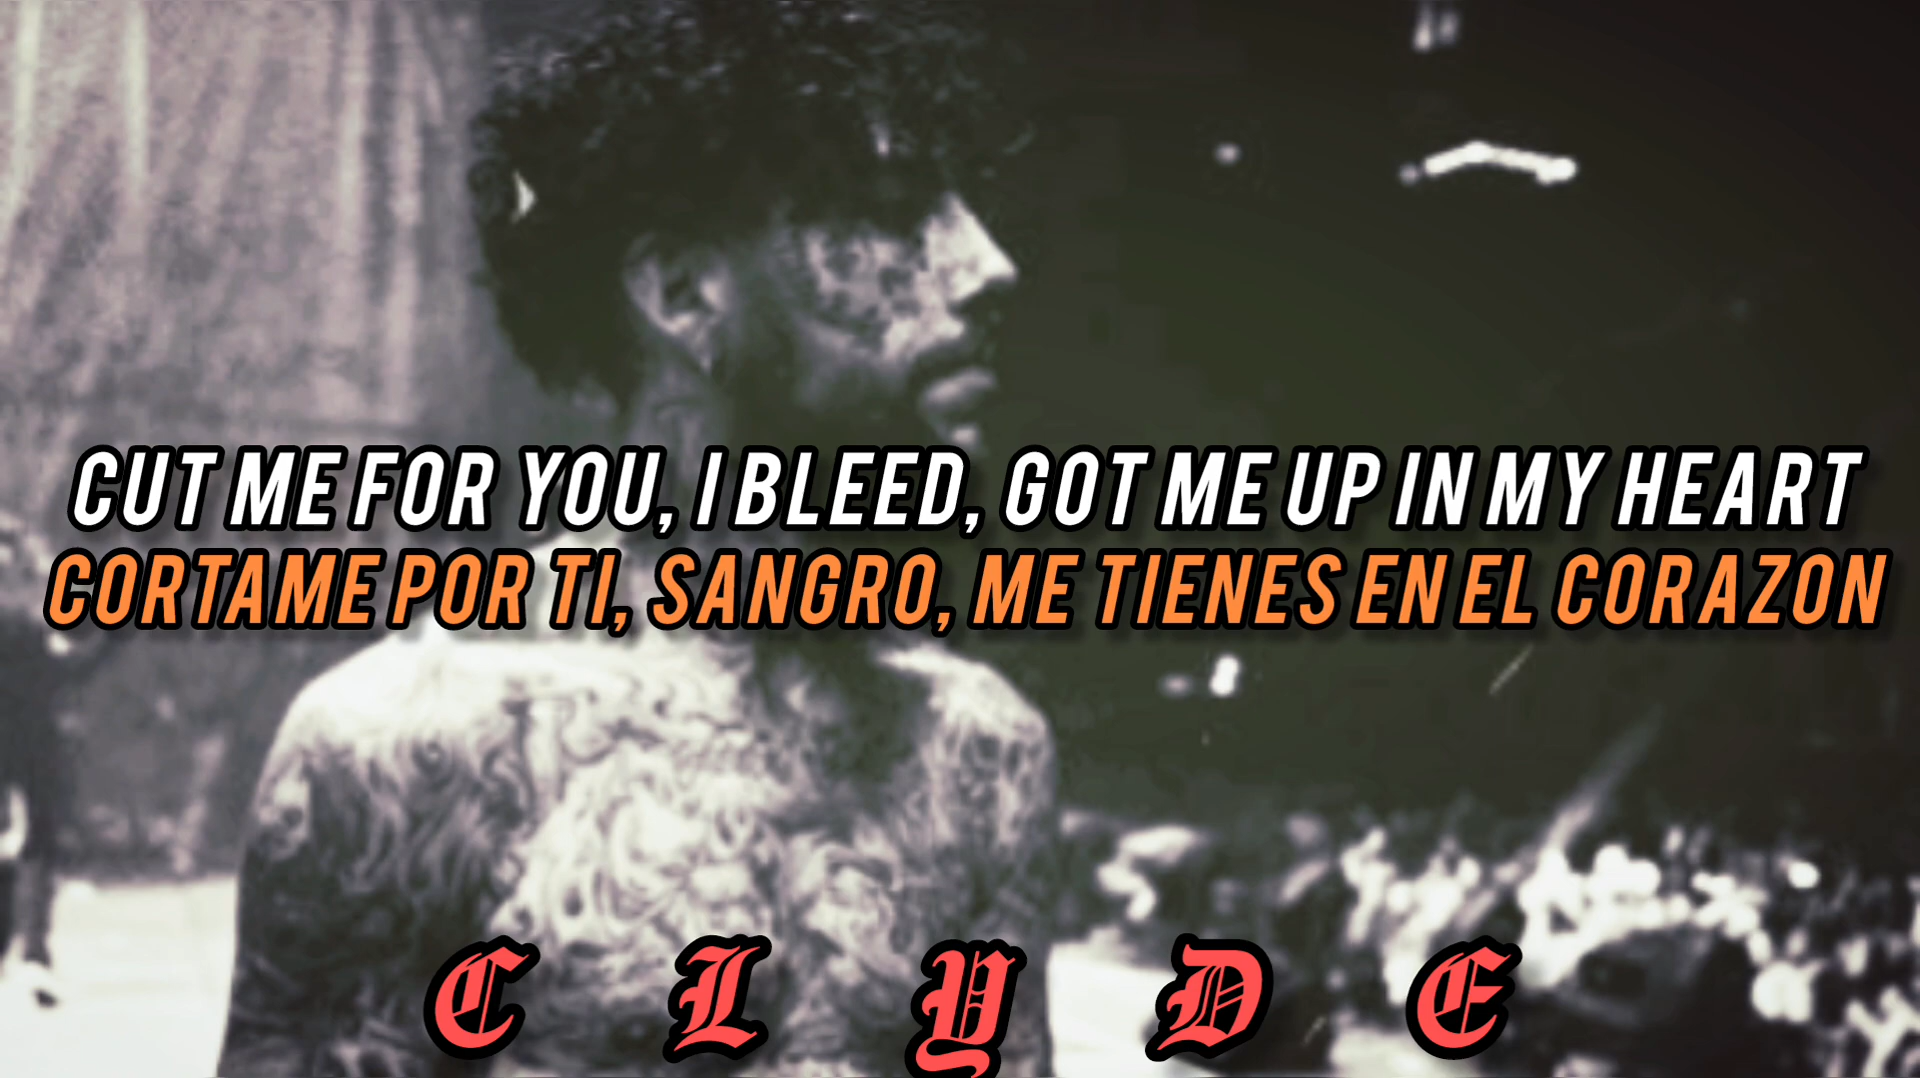 CUT ME FOR YOU, I BLEED, GOT ME UP IN MY HEART
CORTAME POR TI, SANGRO, ME TIENES EN EL CORAZON
CLYDE